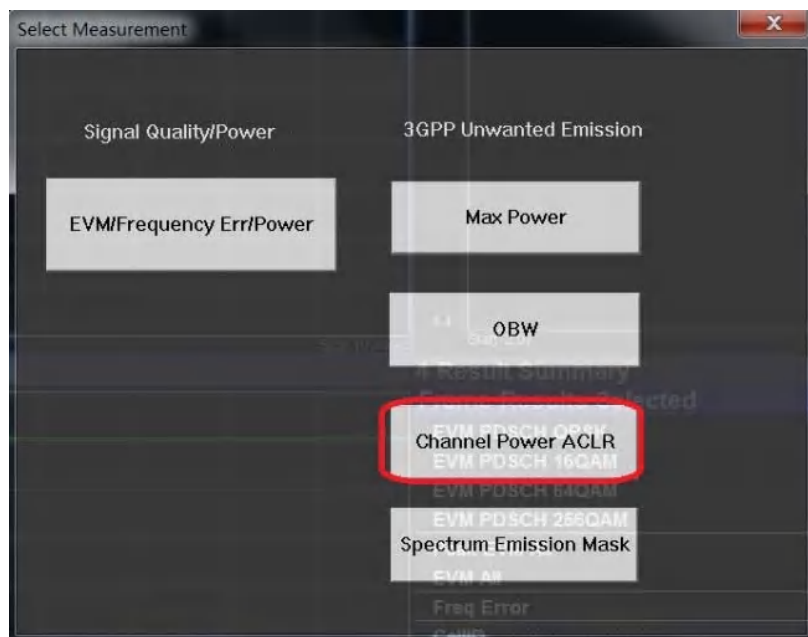 Select Measurement
X
Signal Quality/Power
3GPP Unwanted Emission
EVM/Frequency Err/Power
Max Power
OBW
4 Result Summary
Selected
Channel Power ACLR
EVM PDSCH QPSK
EVM PDSCH 16QAM
EVM PDSCH 64QAM
EVM PDSCH 256QAM
Spectrum Emission Mask
EVM All
Freq Error